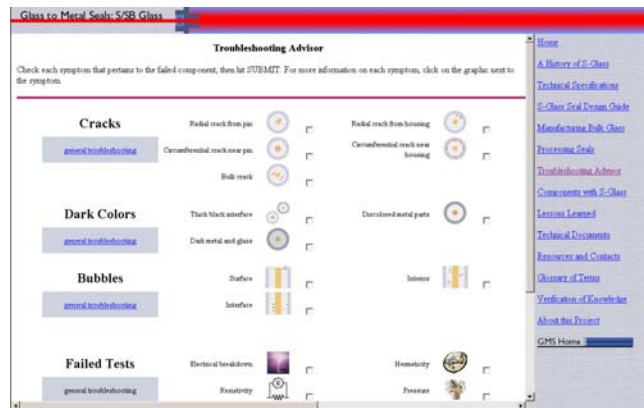 Glass to Metal Seals: S/SB Glass
Troubleshooting Advisor
Check each symptom that pertains to the failed component, then hit SUBMIT. For more information on each symptom, click on the graphic next to
the symptom.
Cracks
general troubleshooting
Radial crack from pin
Radial crack from housing
Circumferential crack near pin
Circumferential crack near
housing
Bulk crack
Dark Colors
general troubleshooting
Thick black interface
Discolored metal parts
Dark metal and glass
Bubbles
general troubleshooting
Surface
Interior
Interface
Failed Tests
general troubleshooting
Electrical breakdown
Hermeticity
Resistivity
R
Pressure
Home
A History of S-Glass
Technical Specifications
S-Glass Seal Design Guide
Manufacturing Bulk Glass
Processing Seals
Troubleshooting Advisor
Components with S-Glass
Lessons Learned
Technical Documents
Resources and Contacts
Glossary of Terms
Verification of Knowledge
About this Project
GMS Home